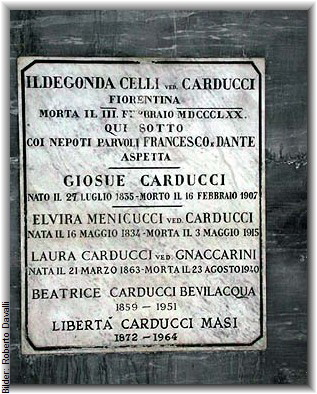 ILDEGONDA CELLI VED. CARDUCCI
FIORENTINA
MORTA IL III FEBBRAIO MDCCCLXX.
QUI SOTTO
COI NEPOTI PARVOLI FRANCESCO E DANTE
ASPETTA
GIOSUE CARDUCCI
NATO IL 27 LUGLIO 1835-MORTO IL 16 FEBBRAIO 1907
ELVIRA MENICUCCI VED. CARDUCCI
NATA IL 16 MAGGIO 1834-MORTA IL 3 MAGGIO 1915
LAURA CARDUCCI VED. GNACCARINI
NATA IL 21 MARZO 1863-MORTA IL 23 AGOSTO 1940
BEATRICE CARDUCCI BEVILACQUA
1859 - 1951
LIBERTÁ CARDUCCI MASI
1872 - 1964
Bilder: Roberto Davalli